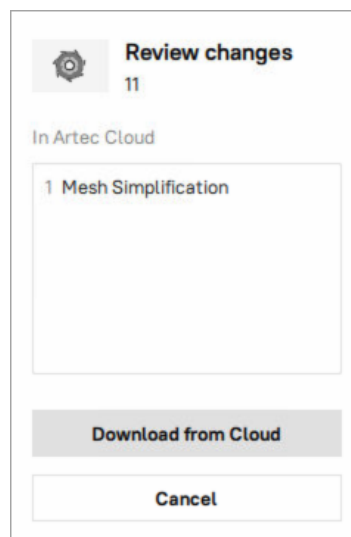 Review changes
11
In Artec Cloud
1 Mesh Simplification
Download from Cloud
Cancel